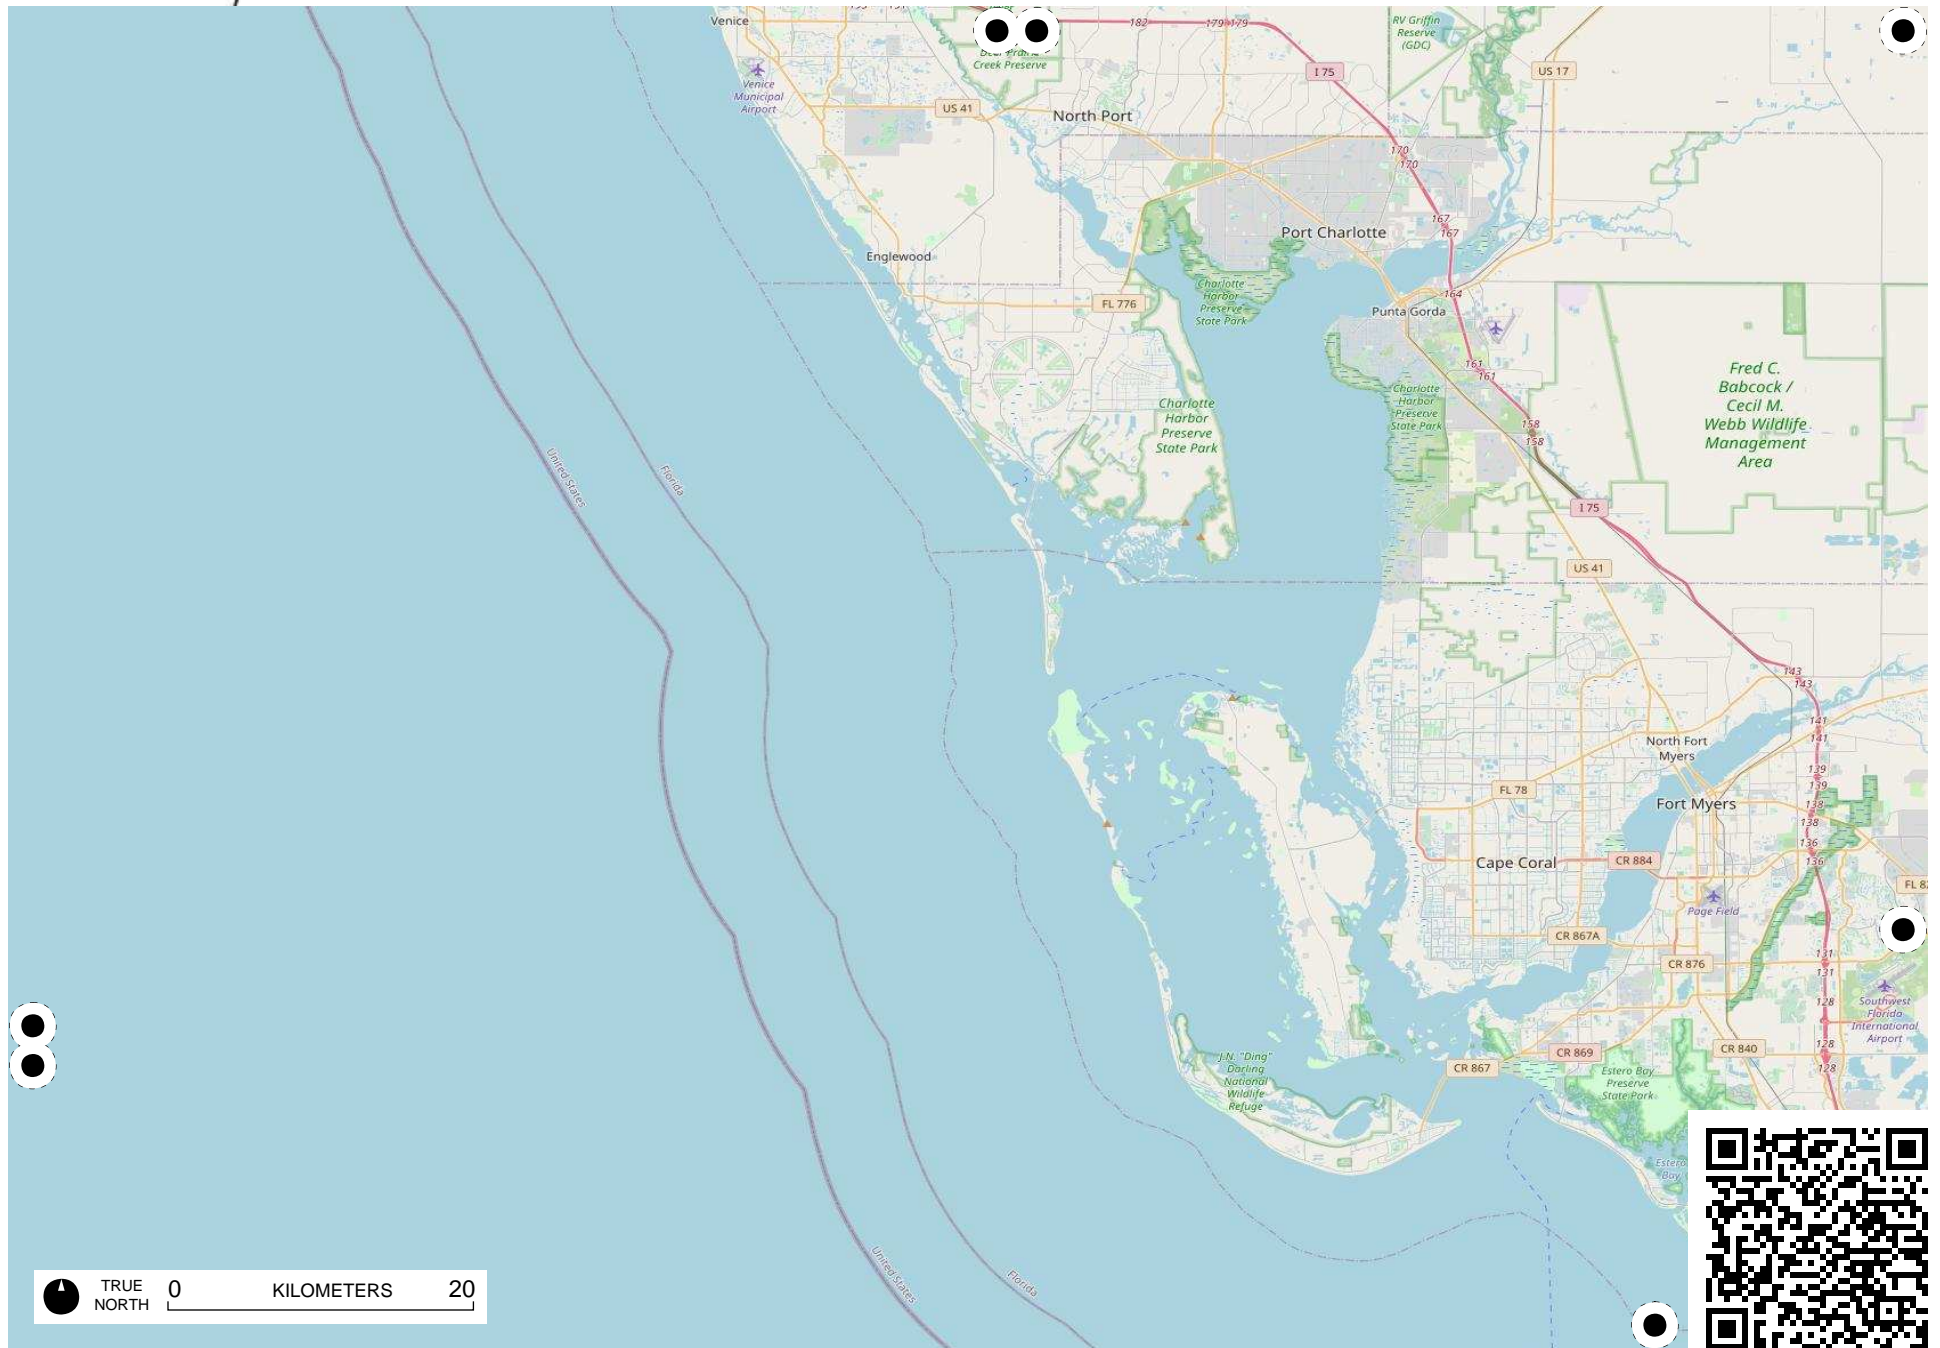 Venice
182
179
179
RV Griffin
Reserve
(GDC)
Creek Preserve
I 75
US 17
Venice
Municipal
Airport
US 41
North Port
170
170
167
167
Port Charlotte
Englewood
Charlotte
Harbor
Preserve
State Park
FL 776
164
Punta Gorda
161
161
Fred C.
Babcock /
Cecil M.
Webb Wildlife
Management
Area
Charlotte
Harbor
Preserve
State Park
Charlotte
Harbor
Preserve
State Park
158
158
United States
Florida
I 75
US 41
143
143
141
141
North Fort
Myers
139
139
FL 78
Fort Myers
138
138
136
136
Cape Coral
CR 884
Page Field
CR 867A
CR 876
131
131
128
Southwest
Florida
International
Airport
CR 840
128
128
CR 869
CR 867
J.N. "Ding"
Darling
National
Wildlife
Refuge
Estero Bay
Preserve
State Park
Estero
Bay
United States
Florida
TRUE
NORTH
0 KILOMETERS 20